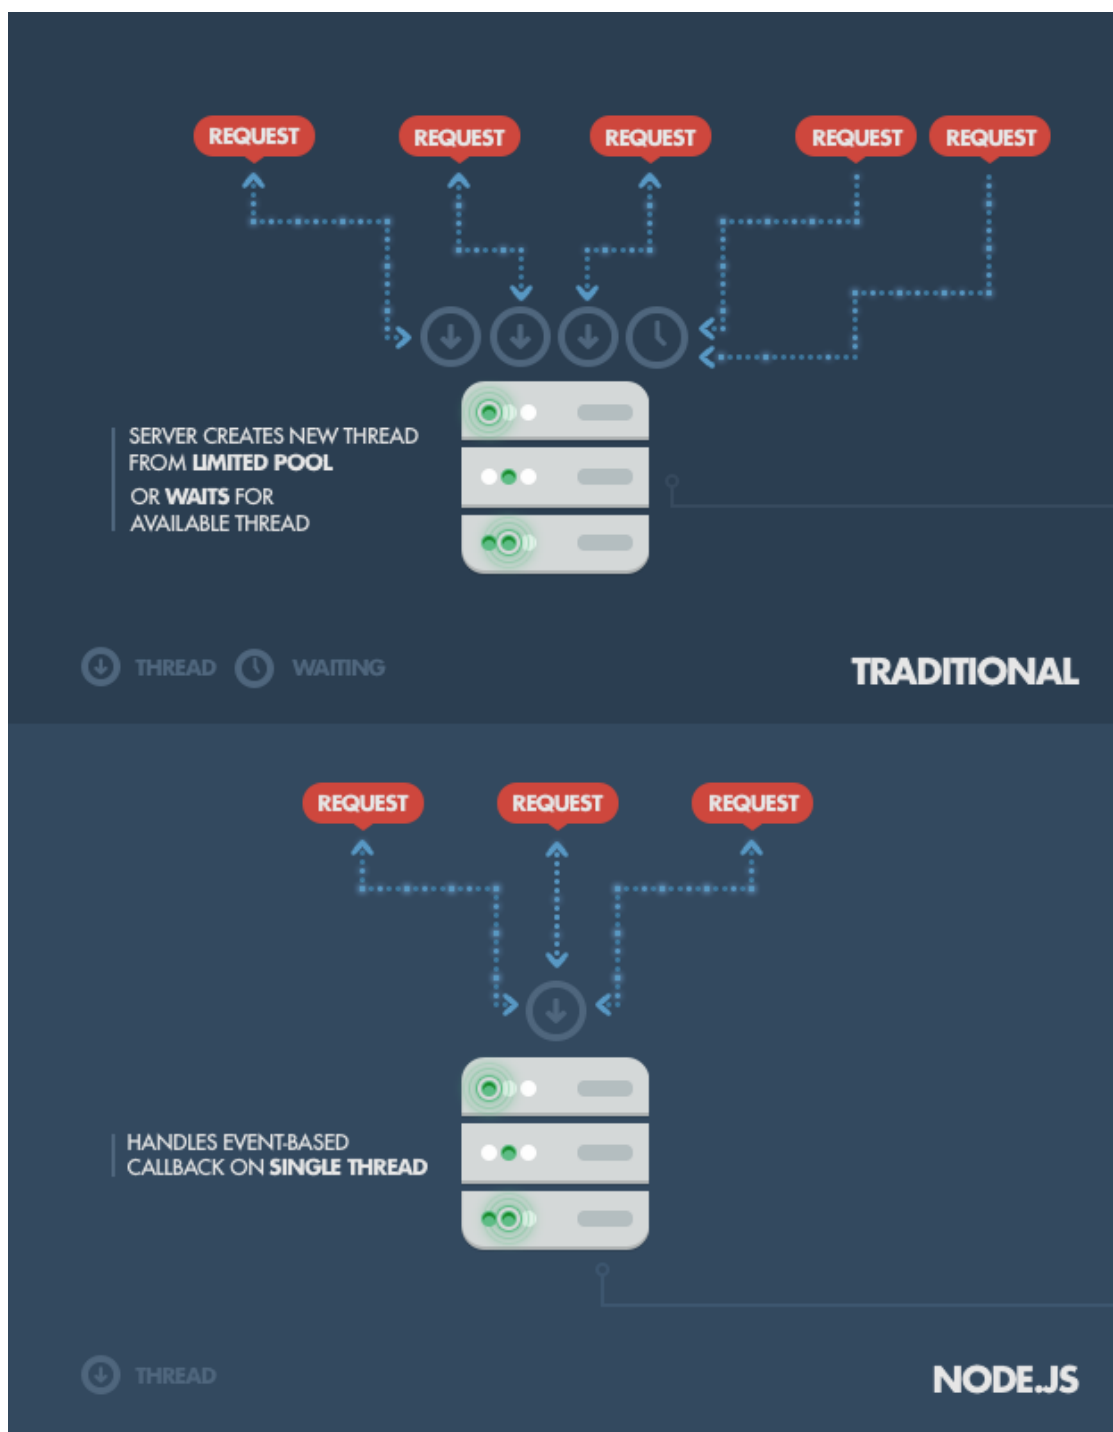 REQUEST
REQUEST
REQUEST
REQUEST
REQUEST
SERVER CREATES NEW THREAD
FROM LIMITED POOL
OR WAITS FOR
AVAILABLE THREAD
THREAD
WAITING
TRADITIONAL
REQUEST
REQUEST
REQUEST
HANDLES EVENT-BASED
CALLBACK ON SINGLE THREAD
THREAD
NODE.JS